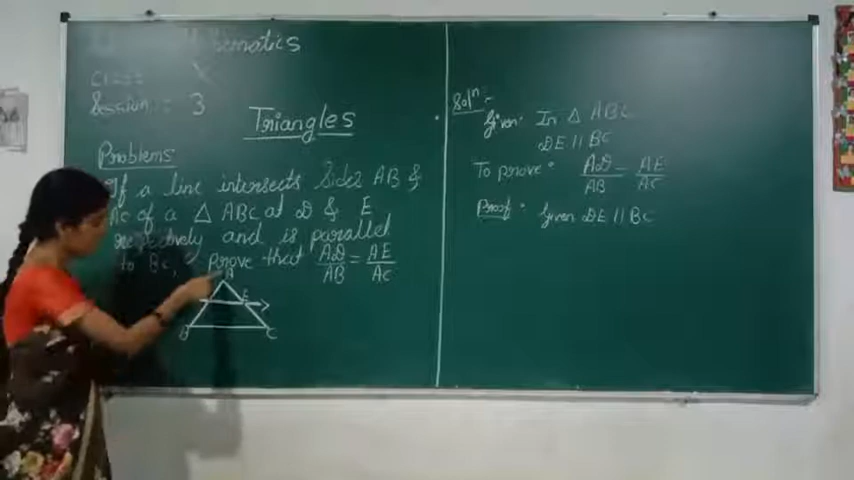 Mathematics
Class X
Session : 3
Triangles
Problems
If a line intersects Sides AB &
AC of a △ ABC at D & E
respectively and is parallel
to BC, prove that AD/AB = AE/AC
A
E
B C
Soln :-
Given: In △ ABC
DE || BC
To prove: AD/AB = AE/AC
Proof: Given DE || BC